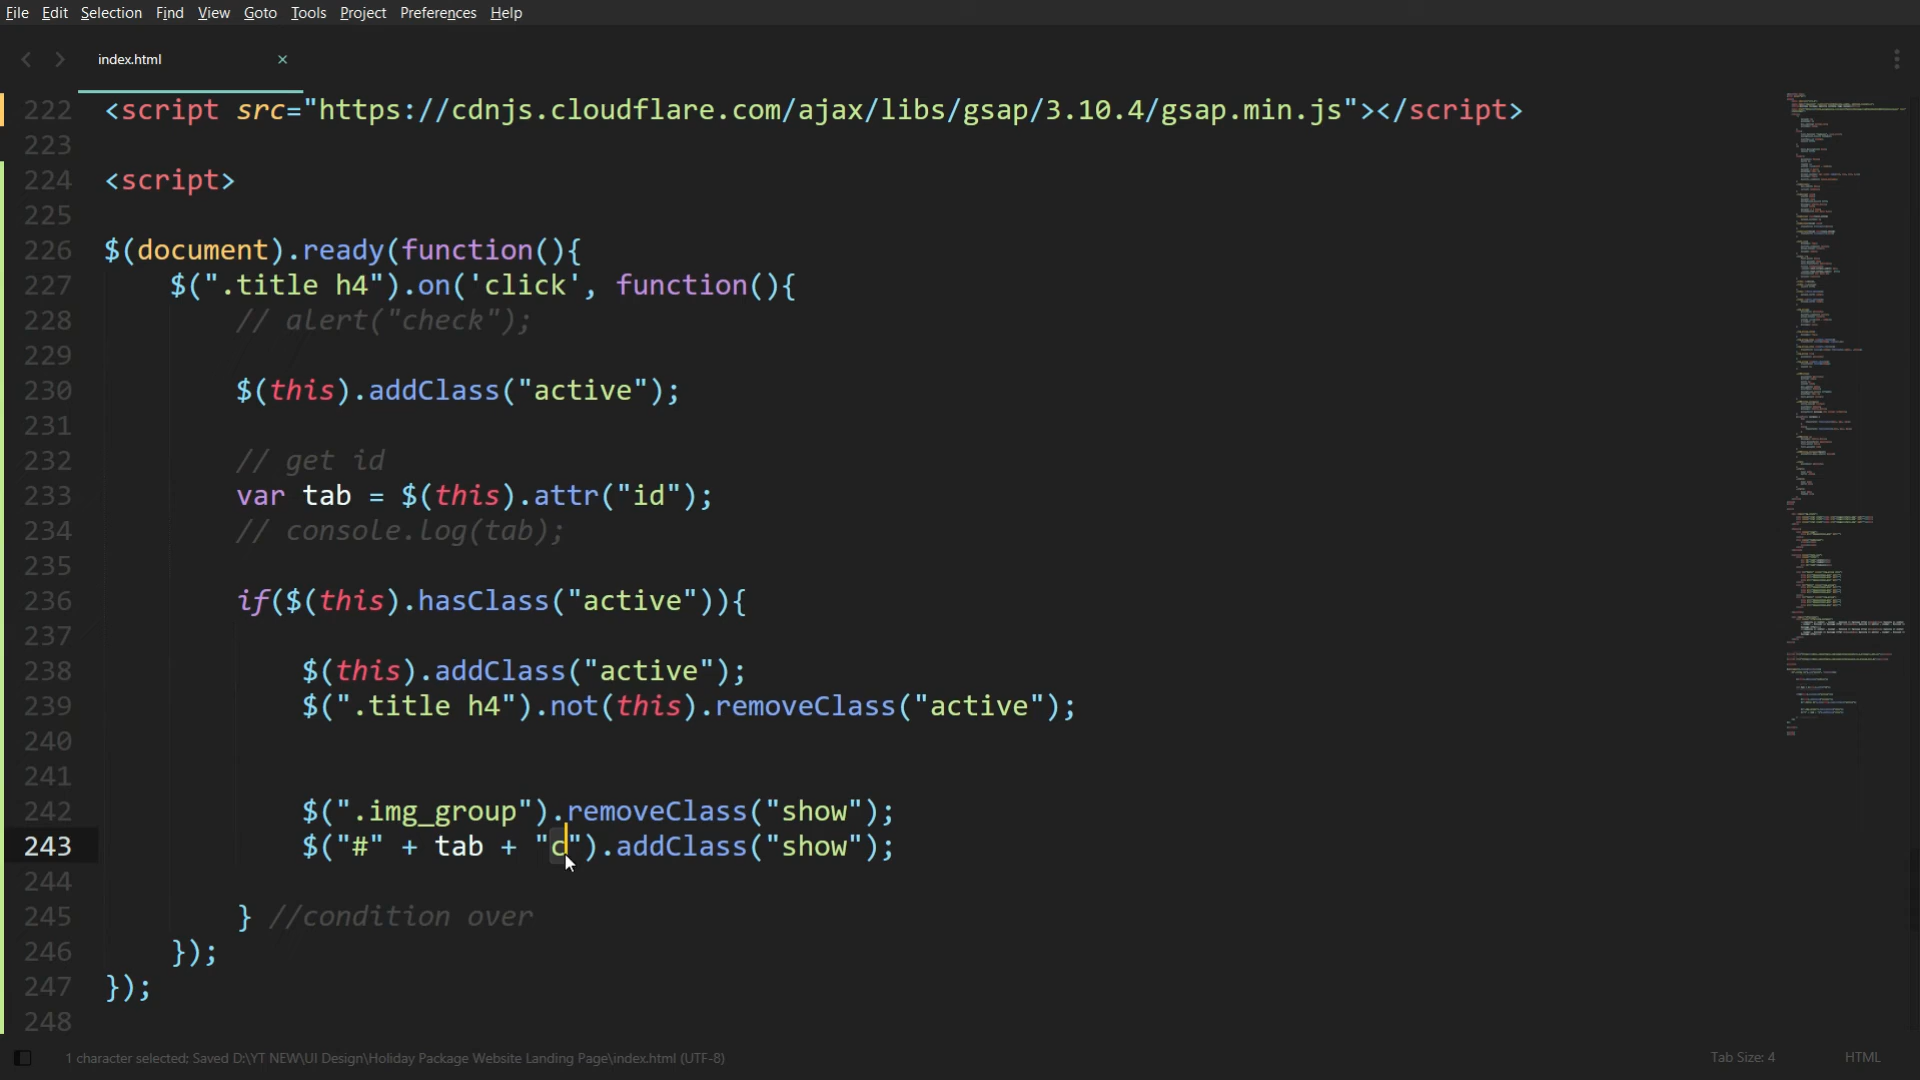 File Edit Selection Find View Goto Tools Project Preferences Help
index.html ×
222 <script src="https://cdnjs.cloudflare.com/ajax/libs/gsap/3.10.4/gsap.min.js"></script>
223
224 <script>
225
226 $(document).ready(function(){
227 $(".title h4").on('click', function(){
228 // alert("check");
229
230 $(this).addClass("active");
231
232 // get id
233 var tab = $(this).attr("id");
234 // console.log(tab);
235
236 if($(this).hasClass("active")){
237
238 $(this).addClass("active");
239 $(".title h4").not(this).removeClass("active");
240
241
242 $(".img_group").removeClass("show");
243 $("#" + tab + "c").addClass("show");
244
245 } //condition over
246 });
247 });
248
1 character selected; Saved D:\YT NEW\UI Design\Holiday Package Website Landing Page\index.html (UTF-8) Tab Size: 4 HTML